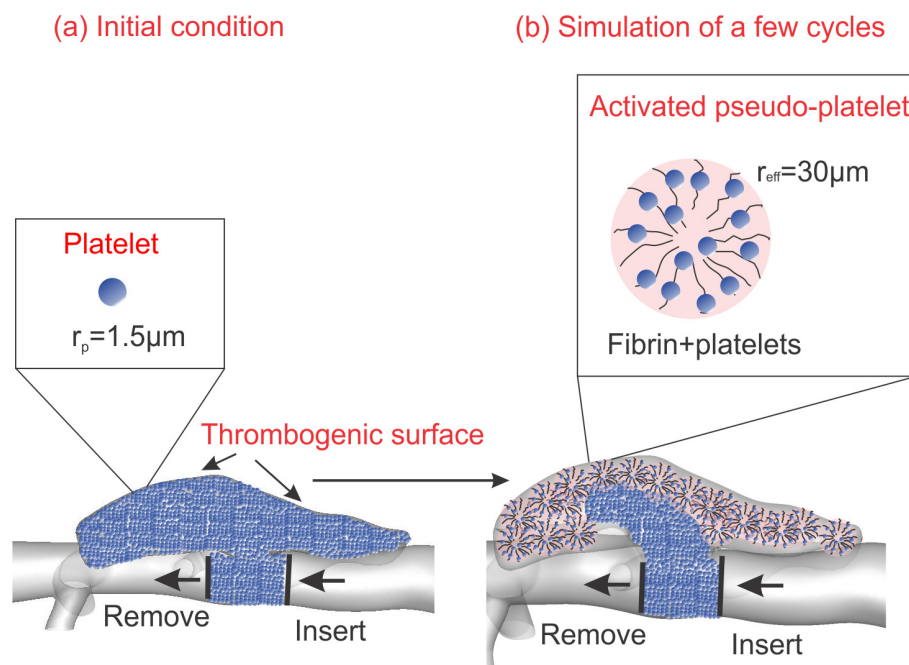 (a) Initial condition
(b) Simulation of a few cycles
Platelet
rₚ=1.5μm
Thrombogenic surface
Remove
Insert
Activated pseudo-platelet
r_eff=30μm
Fibrin+platelets
Remove
Insert